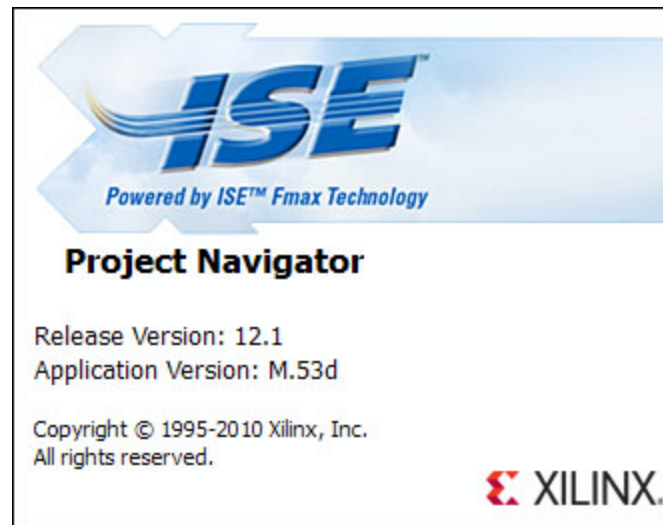 ISE™
Powered by ISE™ Fmax Technology
Project Navigator
Release Version: 12.1
Application Version: M.53d
Copyright © 1995-2010 Xilinx, Inc.
All rights reserved.
XILINX.